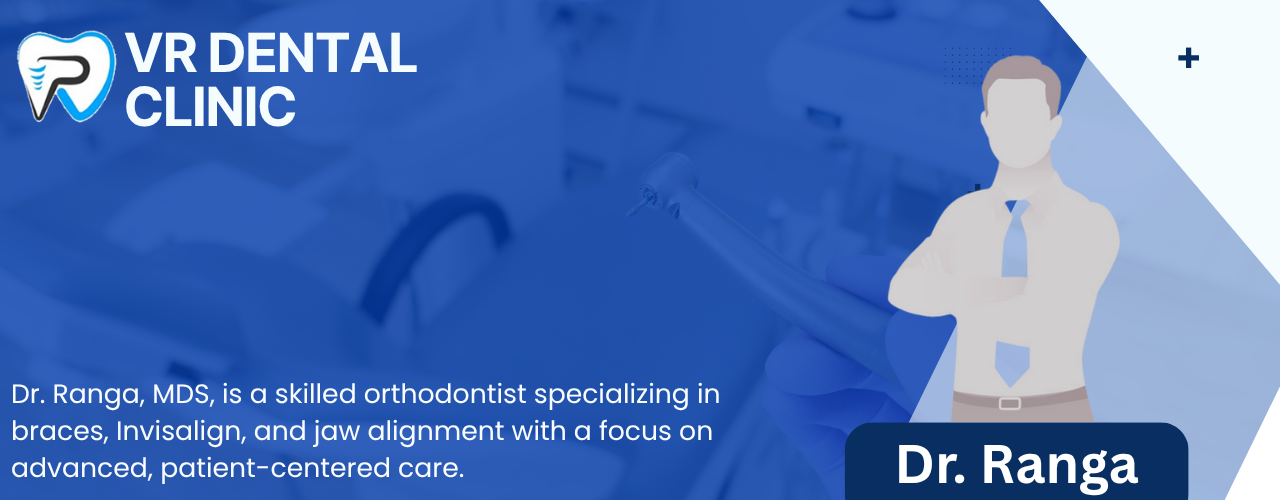 VR DENTAL
CLINIC
Dr. Ranga, MDS, is a skilled orthodontist specializing in
braces, Invisalign, and jaw alignment with a focus on
advanced, patient-centered care.
Dr. Ranga